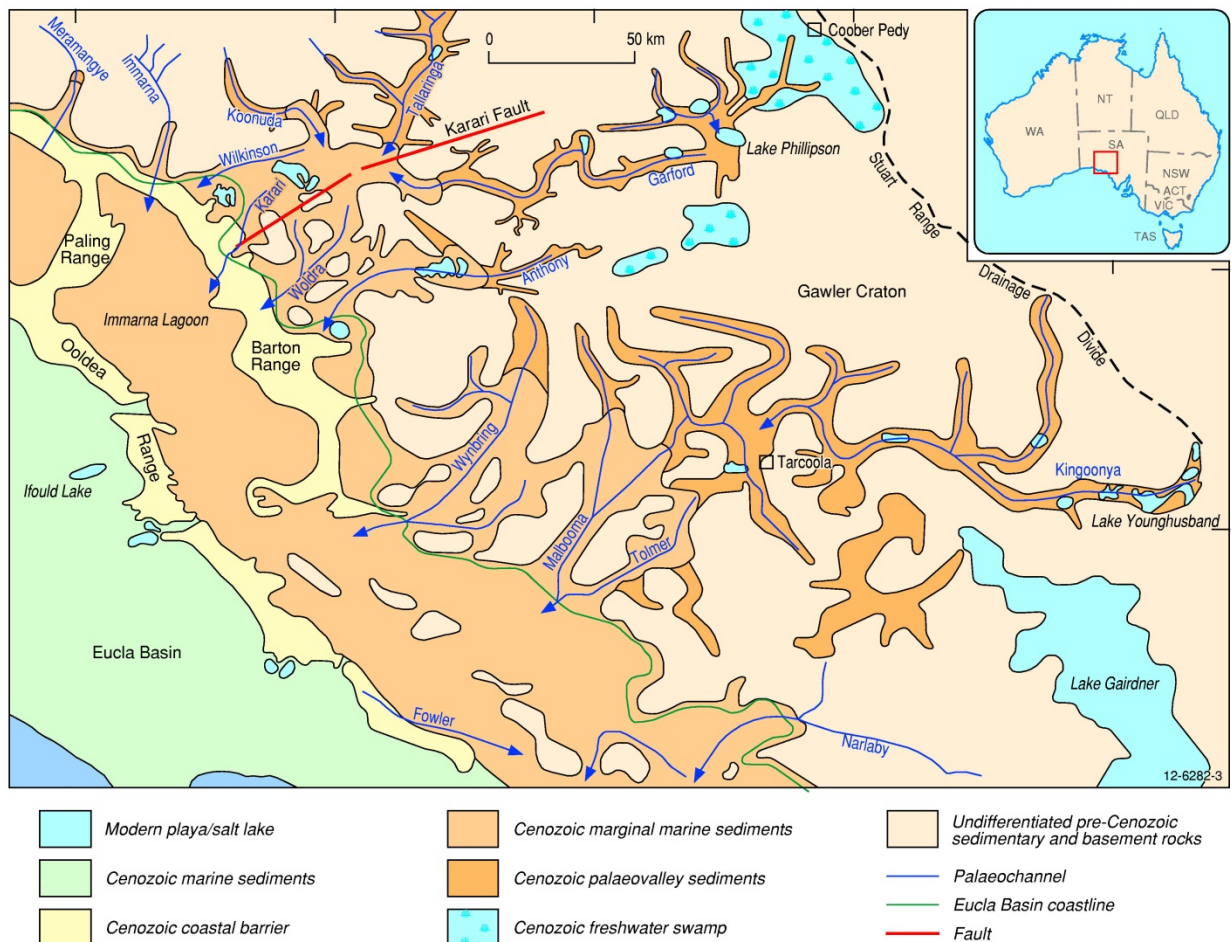 Meramangye
Immarna
Koonuda
Tallaringa
0
50 km
Coober Pedy
Karari Fault
Wilkinson
Karari
Lake Phillipson
Garford
Stuart
Range
Drainage
Divide
WA
NT
QLD
SA
NSW
ACT
VIC
TAS
Paling
Range
Woldra
Anthony
Gawler Craton
Immarna Lagoon
Barton
Range
Ooldea
Range
Wynbring
Tarcoola
Kingoonya
Ifould Lake
Malbooma
Tolmer
Lake Younghusband
Eucla Basin
Lake Gairdner
Fowler
Narlaby
12-6282-3
Modern playa/salt lake
Cenozoic marine sediments
Cenozoic coastal barrier
Cenozoic marginal marine sediments
Cenozoic palaeovalley sediments
Cenozoic freshwater swamp
Undifferentiated pre-Cenozoic
sedimentary and basement rocks
Palaeochannel
Eucla Basin coastline
Fault